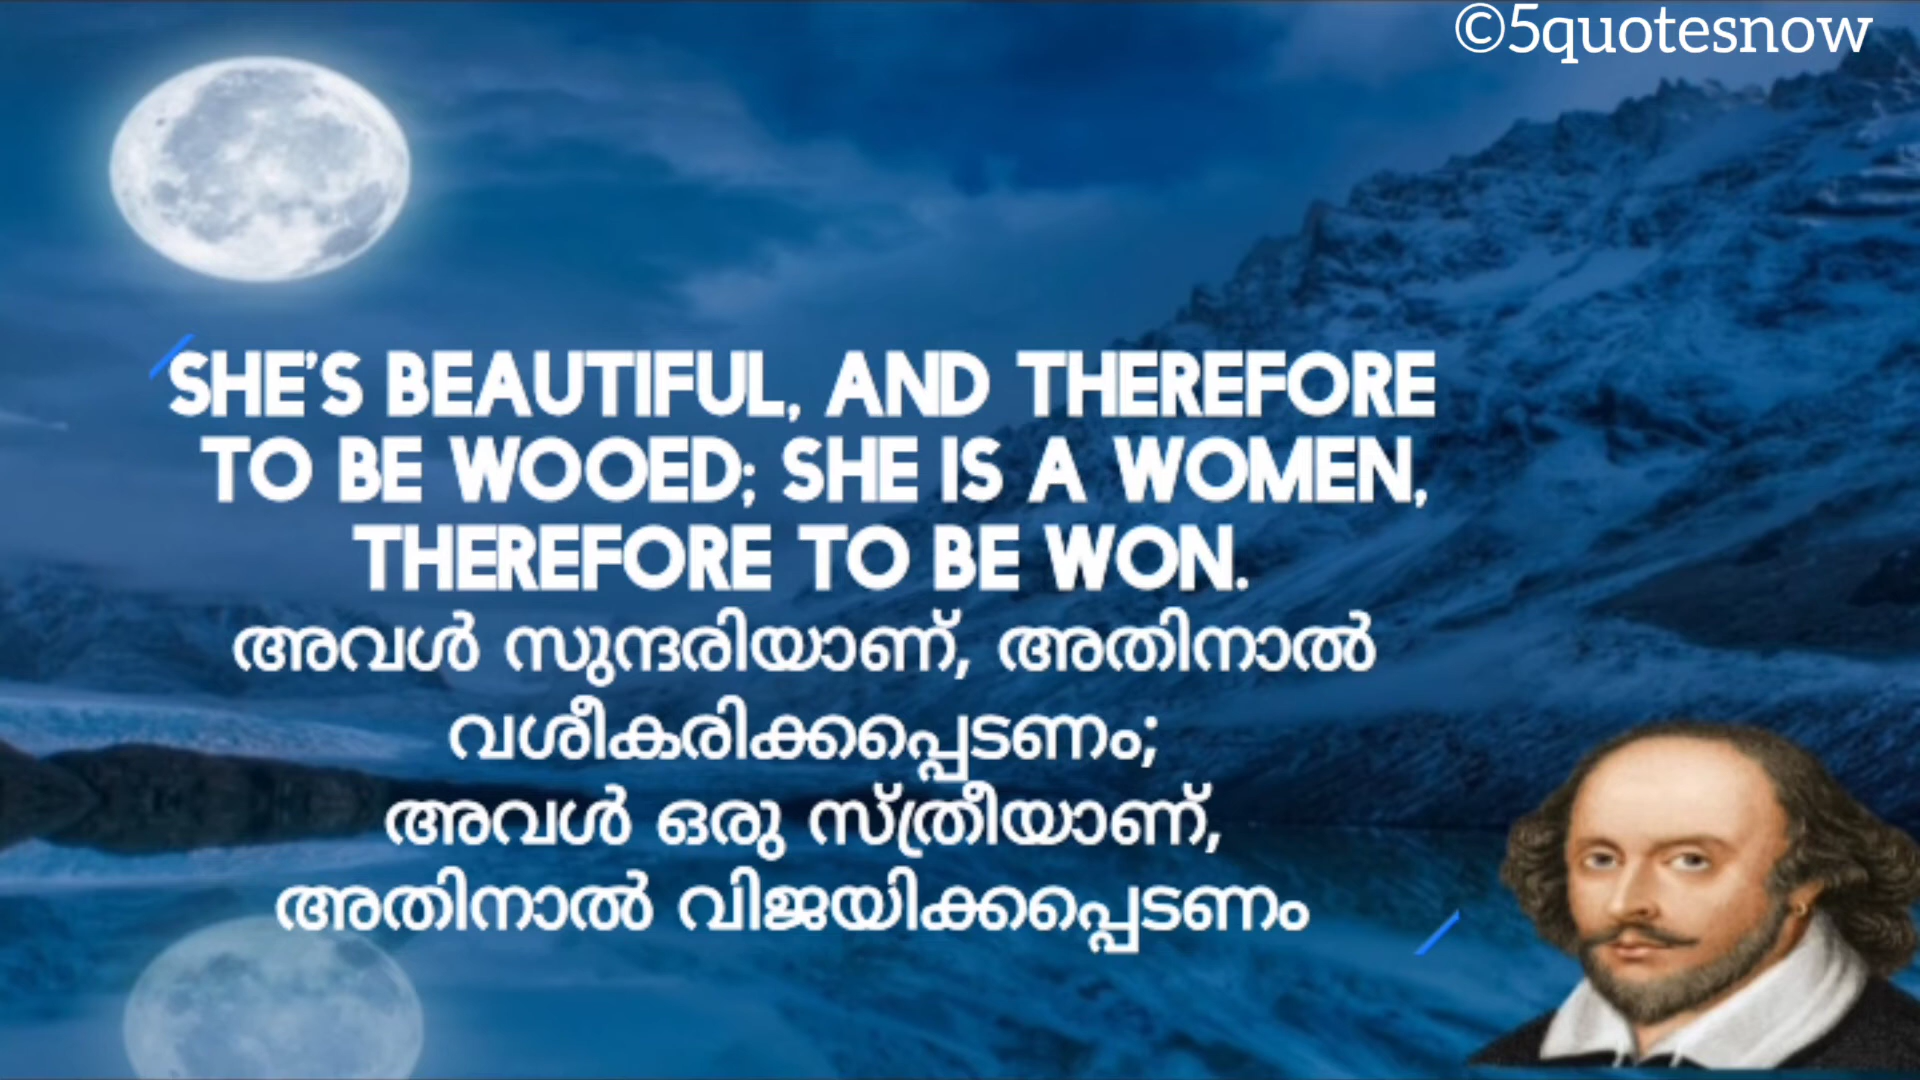 ©5quotesnow
SHE'S BEAUTIFUL, AND THEREFORE
TO BE WOOED; SHE IS A WOMEN,
THEREFORE TO BE WON.
അവൾ സുന്ദരിയാണ്, അതിനാൽ
വശീകരിക്കപ്പെടണം;
അവൾ ഒരു സ്ത്രീയാണ്,
അതിനാൽ വിജയിക്കപ്പെടണം